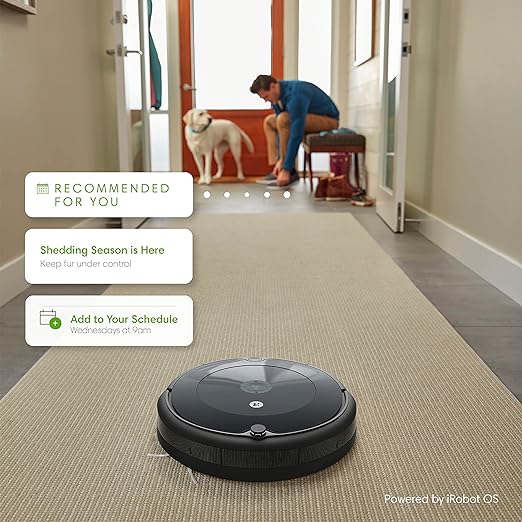 RECOMMENDED
FOR YOU
Shedding Season is Here
Keep fur under control
Add to Your Schedule
Wednesdays at 9am
Powered by iRobot OS